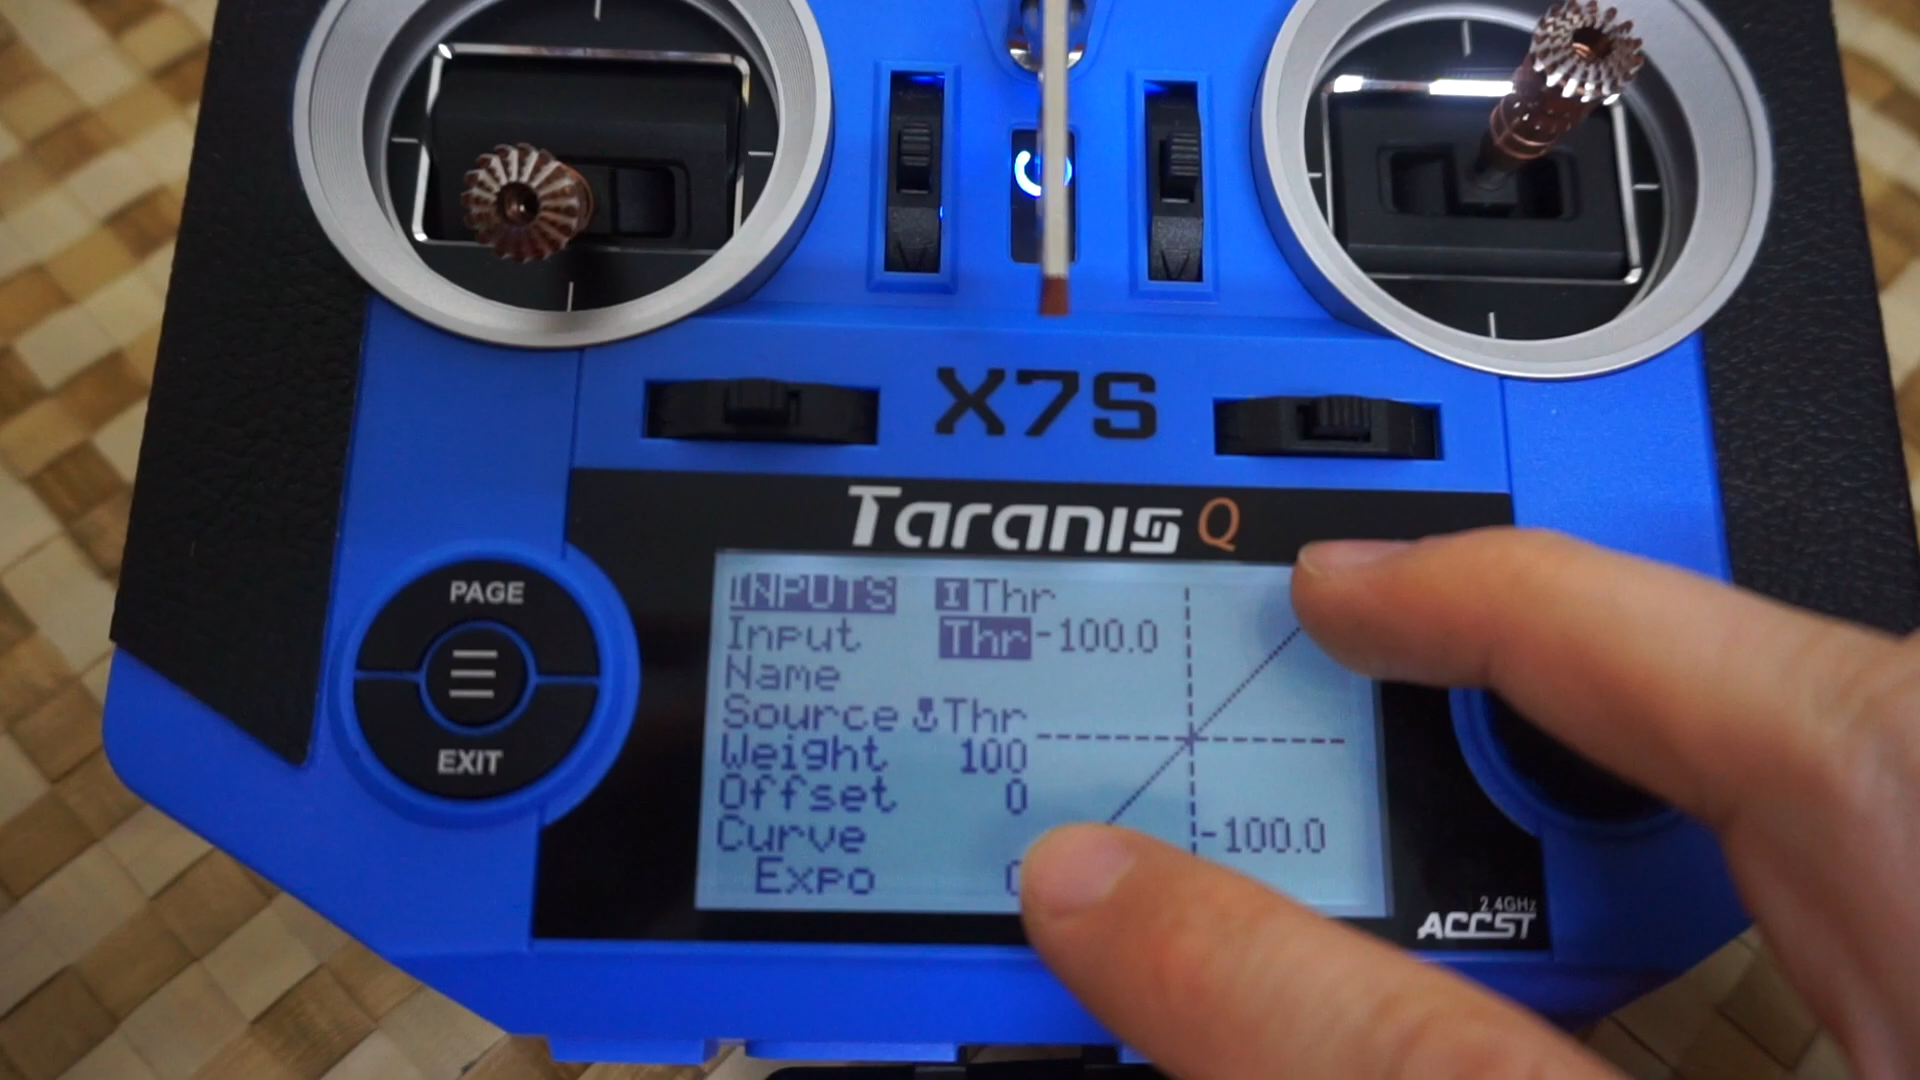 X7S
Taranis Q
PAGE
EXIT
INPUTS I Thr
Input Thr -100.0
Name
Source Thr
Weight 100
Offset 0
Curve -100.0
Expo
2.4GHz
ACCST